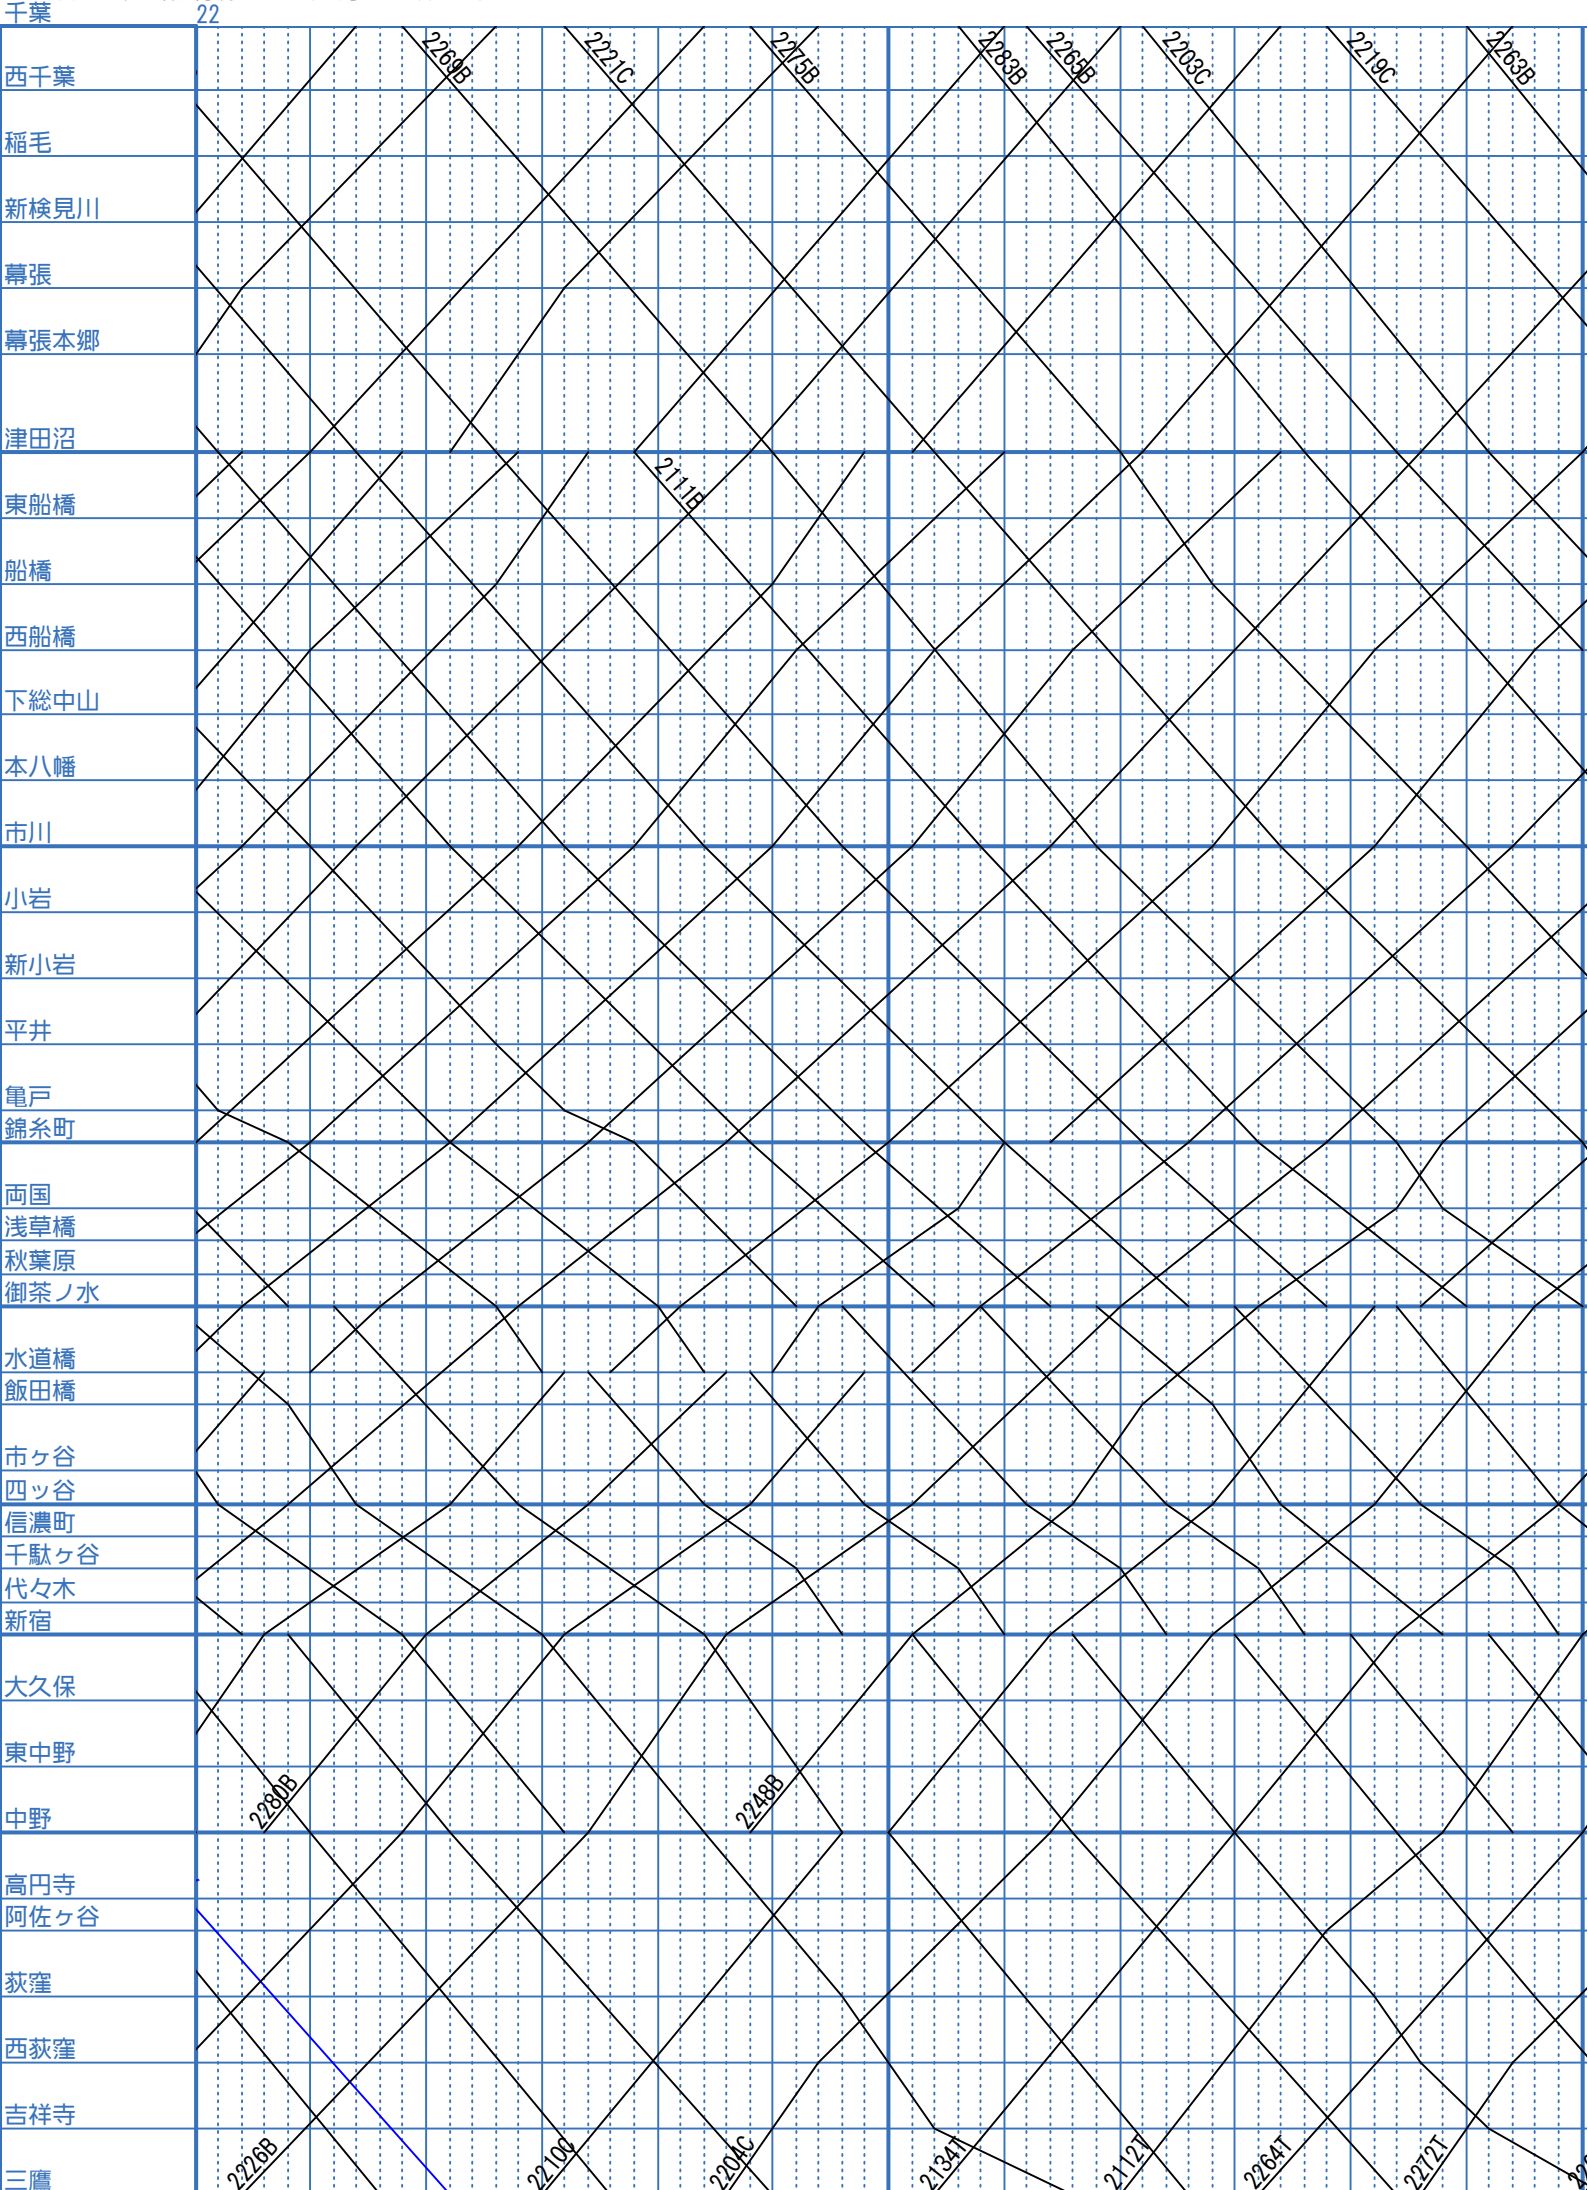 千葉
22
2269B
2221C
2275B
2283B
2265B
2203C
2219C
2263B
西千葉
稲毛
新検見川
幕張
幕張本郷
津田沼
2111B
東船橋
船橋
西船橋
下総中山
本八幡
市川
小岩
新小岩
平井
亀戸
錦糸町
両国
浅草橋
秋葉原
御茶ノ水
水道橋
飯田橋
市ヶ谷
四ッ谷
信濃町
千駄ヶ谷
代々木
新宿
大久保
東中野
中野
2280B
2248B
高円寺
阿佐ヶ谷
荻窪
西荻窪
吉祥寺
三鷹
2226B
2210C
2204C
2134T
2112T
2264T
2272T